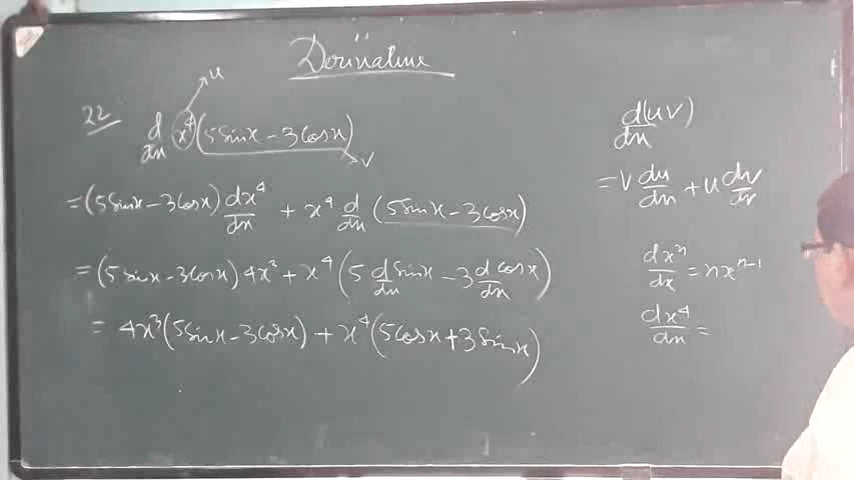 Derivative
22 d/dx x⁴(5 Sin x − 3 Cos x)
u
v
= (5 Sin x − 3 Cos x) dx⁴/dx + x⁴ d/dx (5 Sin x − 3 Cos x)
= (5 Sin x − 3 Cos x) 4x³ + x⁴ (5 d/dx Sin x − 3 d/dx Cos x)
= 4x³(5 Sin x − 3 Cos x) + x⁴(5 Cos x + 3 Sin x)
d/dx (uv)
= v du/dx + u dv/dx
dxⁿ/dx = nxⁿ⁻¹
dx⁴/dx =